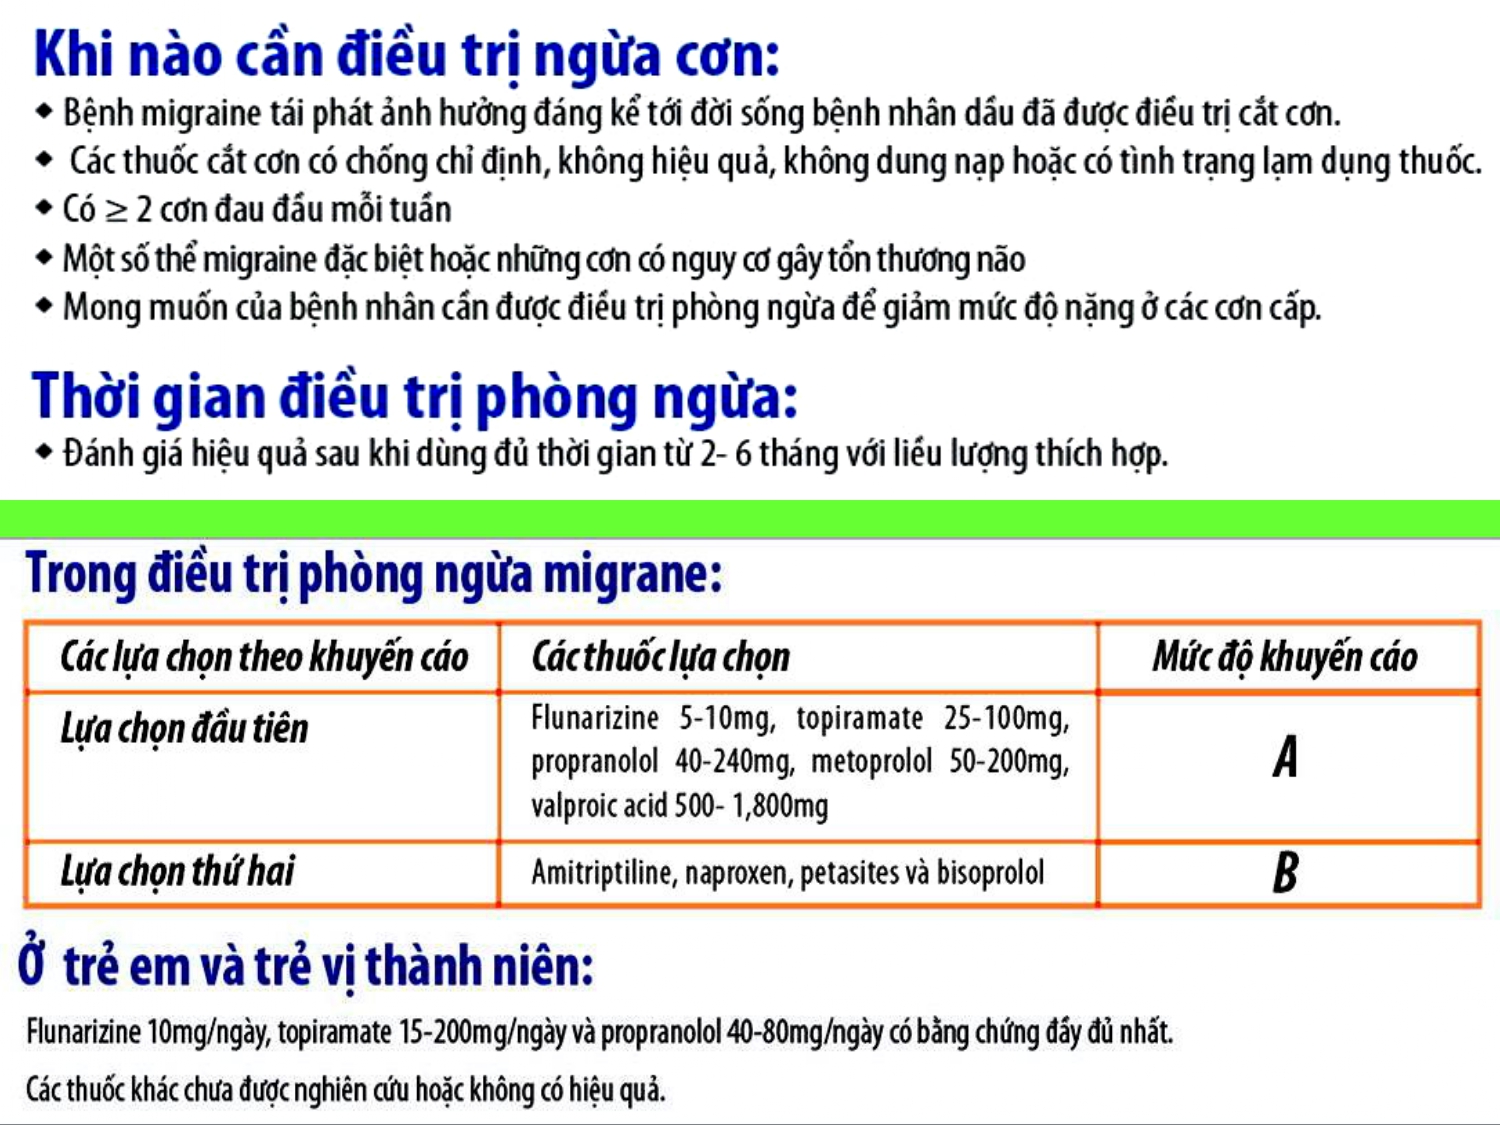 Khi nào cần điều trị ngừa cơn:
◆ Bệnh migraine tái phát ảnh hưởng đáng kể tới đời sống bệnh nhân dầu đã được điều trị cắt cơn.
◆ Các thuốc cắt cơn có chống chỉ định, không hiệu quả, không dung nạp hoặc có tình trạng lạm dụng thuốc.
◆ Có ≥ 2 cơn đau đầu mỗi tuần
◆ Một số thể migraine đặc biệt hoặc những cơn có nguy cơ gây tổn thương não
◆ Mong muốn của bệnh nhân cần được điều trị phòng ngừa để giảm mức độ nặng ở các cơn cấp.
Thời gian điều trị phòng ngừa:
◆ Đánh giá hiệu quả sau khi dùng đủ thời gian từ 2- 6 tháng với liều lượng thích hợp.
Trong điều trị phòng ngừa migrane:
Các lựa chọn theo khuyến cáo Các thuốc lựa chọn Mức độ khuyến cáo
Lựa chọn đầu tiên
Flunarizine 5-10mg, topiramate 25-100mg,
propranolol 40-240mg, metoprolol 50-200mg,
valproic acid 500- 1,800mg
A
Lựa chọn thứ hai Amitriptiline, naproxen, petasites và bisoprolol B
Ở trẻ em và trẻ vị thành niên:
Flunarizine 10mg/ngày, topiramate 15-200mg/ngày và propranolol 40-80mg/ngày có bằng chứng đầy đủ nhất.
Các thuốc khác chưa được nghiên cứu hoặc không có hiệu quả.